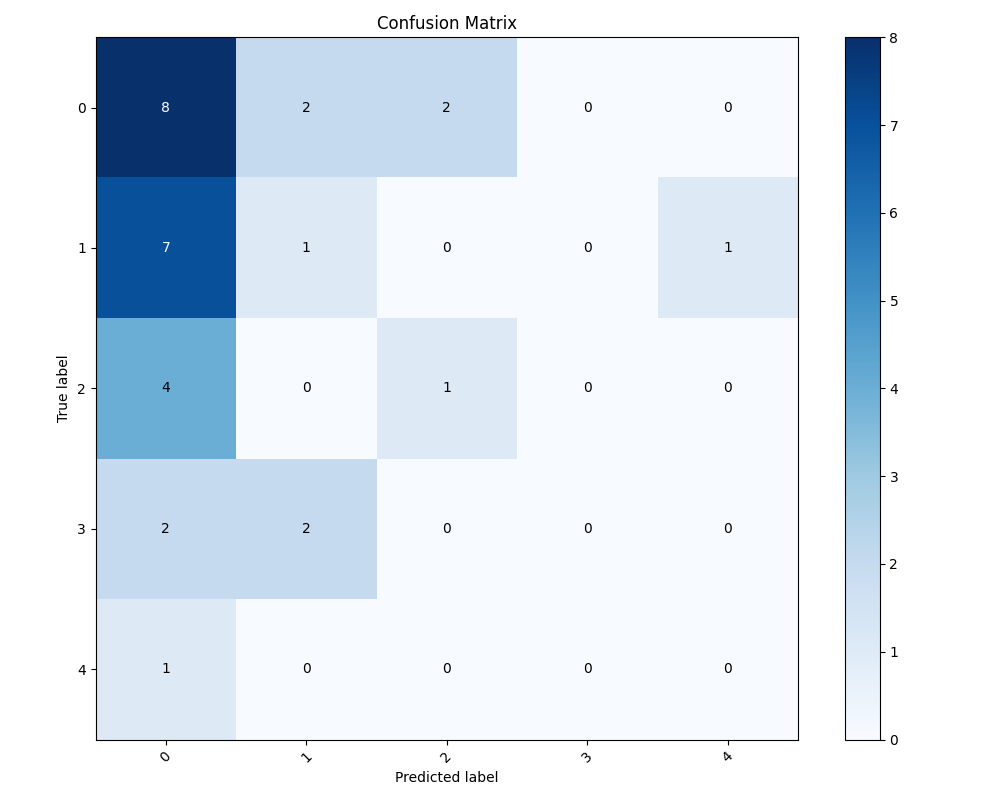 Confusion Matrix
True label
0 8 2 2 0 0
1 7 1 0 0 1
2 4 0 1 0 0
3 2 2 0 0 0
4 1 0 0 0 0
0 1 2 3 4
Predicted label
8
7
6
5
4
3
2
1
0